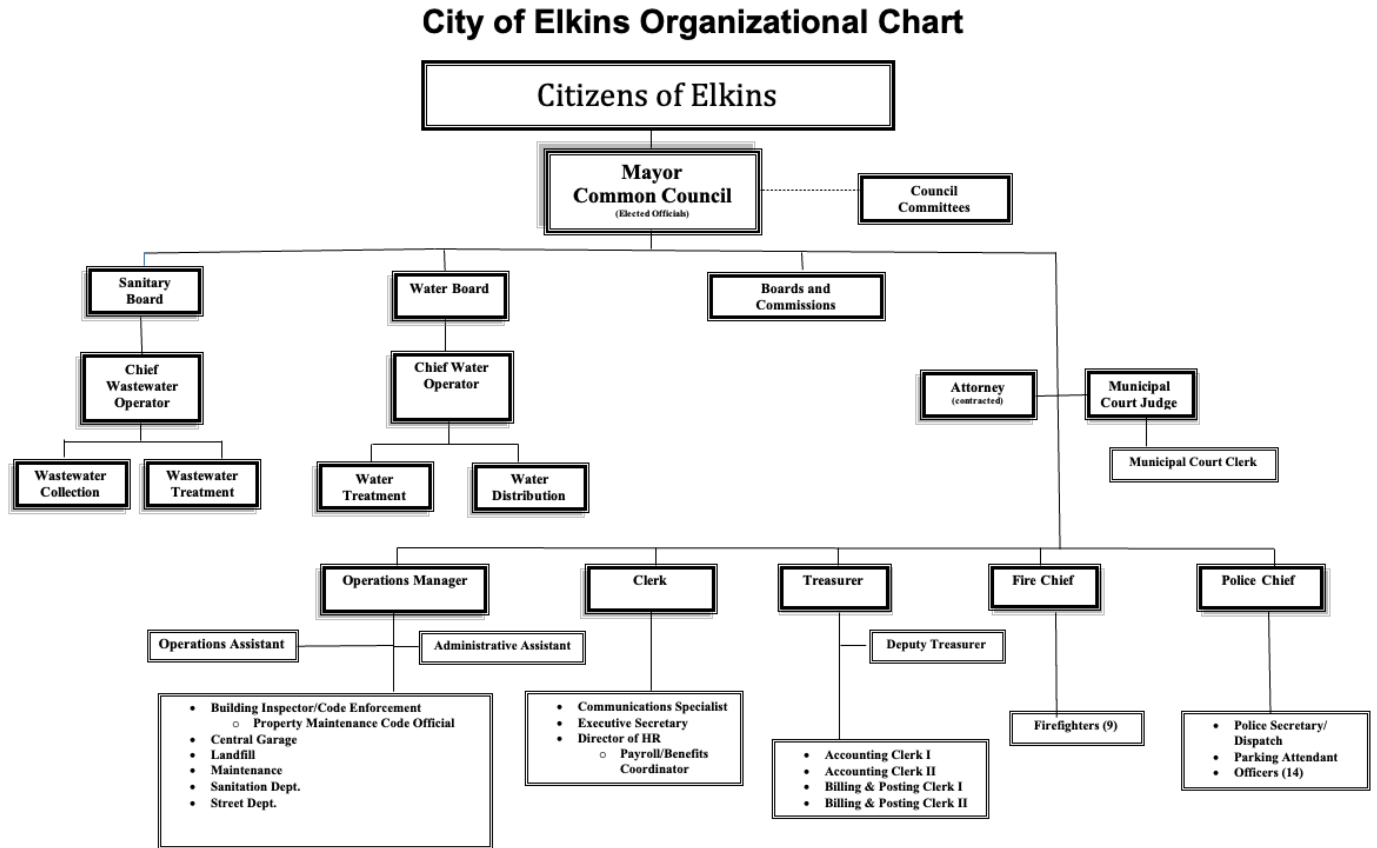 City of Elkins Organizational Chart
Citizens of Elkins
Mayor
Common Council
(Elected Officials)
Council
Committees
Sanitary
Board
Water Board
Boards and
Commissions
Chief
Wastewater
Operator
Chief Water
Operator
Attorney
(contracted)
Municipal
Court Judge
Municipal Court Clerk
Wastewater
Collection
Wastewater
Treatment
Water
Treatment
Water
Distribution
Operations Manager
Clerk
Treasurer
Fire Chief
Police Chief
Operations Assistant
Administrative Assistant
Deputy Treasurer
• Building Inspector/Code Enforcement
o Property Maintenance Code Official
• Central Garage
• Landfill
• Maintenance
• Sanitation Dept.
• Street Dept.
• Communications Specialist
• Executive Secretary
• Director of HR
o Payroll/Benefits
Coordinator
• Accounting Clerk I
• Accounting Clerk II
• Billing & Posting Clerk I
• Billing & Posting Clerk II
Firefighters (9)
• Police Secretary/
Dispatch
• Parking Attendant
• Officers (14)